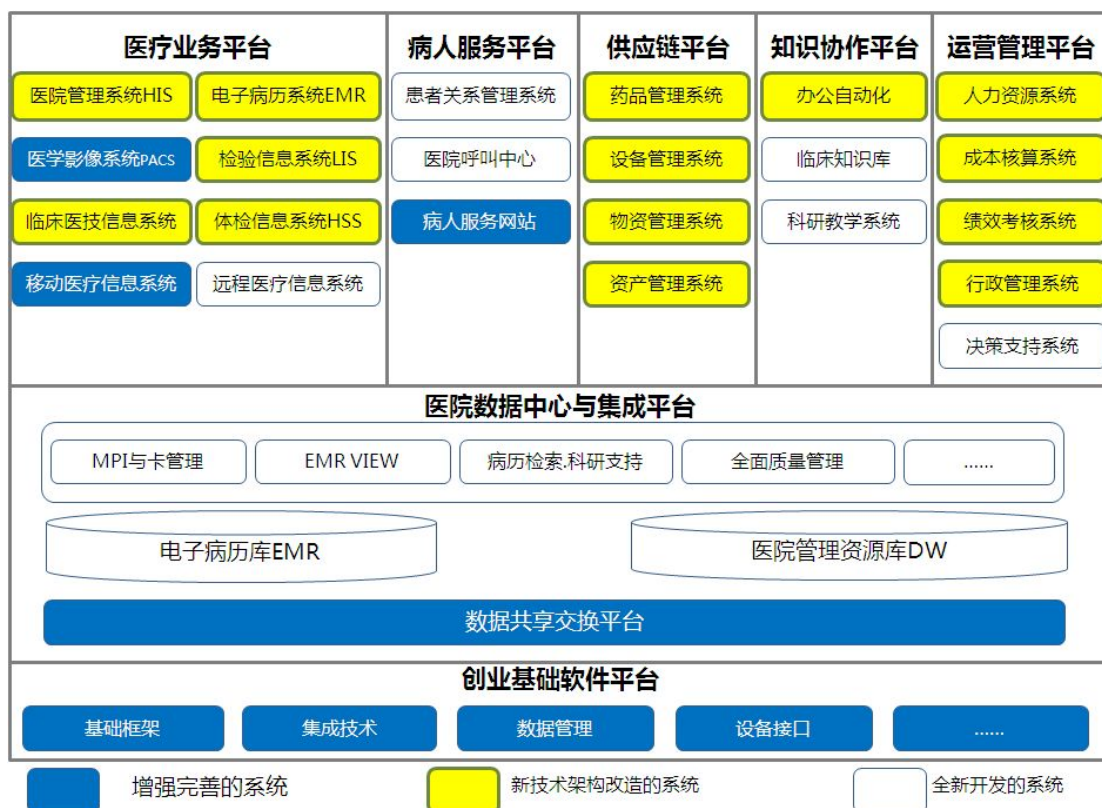 医疗业务平台
病人服务平台
供应链平台
知识协作平台
运营管理平台
医院管理系统HIS
电子病历系统EMR
医学影像系统PACS
检验信息系统LIS
临床医技信息系统
体检信息系统HSS
移动医疗信息系统
远程医疗信息系统
患者关系管理系统
医院呼叫中心
病人服务网站
药品管理系统
设备管理系统
物资管理系统
资产管理系统
办公自动化
临床知识库
科研教学系统
人力资源系统
成本核算系统
绩效考核系统
行政管理系统
决策支持系统
医院数据中心与集成平台
MPI与卡管理
EMR VIEW
病历检索.科研支持
全面质量管理
......
电子病历库EMR
医院管理资源库DW
数据共享交换平台
创业基础软件平台
基础框架
集成技术
数据管理
设备接口
......
增强完善的系统
新技术架构改造的系统
全新开发的系统